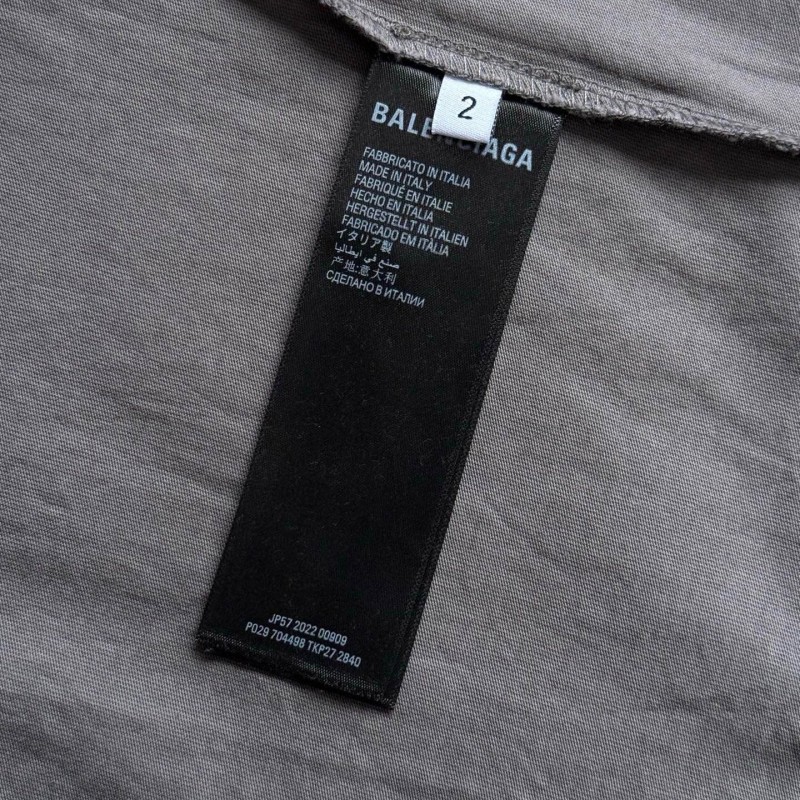 2
BALENCIAGA
FABBRICATO IN ITALIA
MADE IN ITALY
FABRIQUÉ EN ITALIE
HECHO EN ITALIA
HERGESTELLT IN ITALIEN
FABRICADO EM ITÁLIA
イタリア製
صنع في ايطاليا
产地:意大利
СДЕЛАНО В ИТАЛИИ
JP57 2022 00909
P029 704498 TKP27 2840